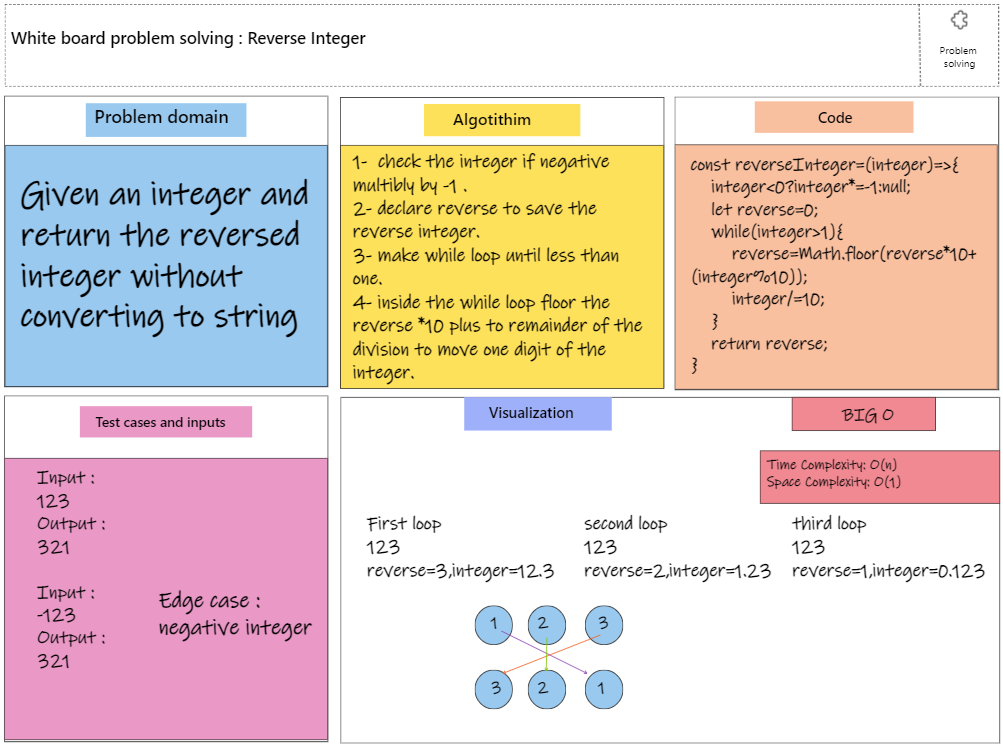 White board problem solving : Reverse Integer
Problem
solving
Problem domain
Given an integer and
return the reversed
integer without
converting to string
Algotithim
1- check the integer if negative
multibly by -1 .
2- declare reverse to save the
reverse integer.
3- make while loop until less than
one.
4- inside the while loop floor the
reverse *10 plus to remainder of the
division to move one digit of the
integer.
Code
const reverseInteger=(integer)=>{
integer<0?integer*=-1:null;
let reverse=0;
while(integer>1){
reverse=Math.floor(reverse*10+
(integer%10));
integer/=10;
}
return reverse;
}
Test cases and inputs
Input :
123
Output :
321
Input :
-123
Output :
321
Edge case :
negative integer
Visualization
BIG O
Time Complexity: O(n)
Space Complexity: O(1)
First loop
123
reverse=3,integer=12.3
second loop
123
reverse=2,integer=1.23
third loop
123
reverse=1,integer=0.123
1 2 3
3 2 1